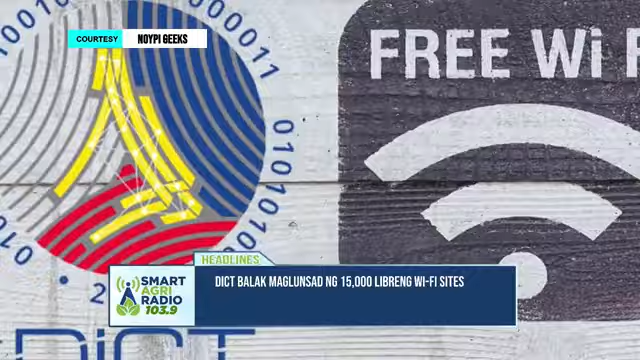 COURTESY
NOYPI GEEKS
FREE Wi F
HEADLINES
DICT BALAK MAGLUNSAD NG 15,000 LIBRENG WI-FI SITES
SMART
AGRI
RADIO
103.9
DICT